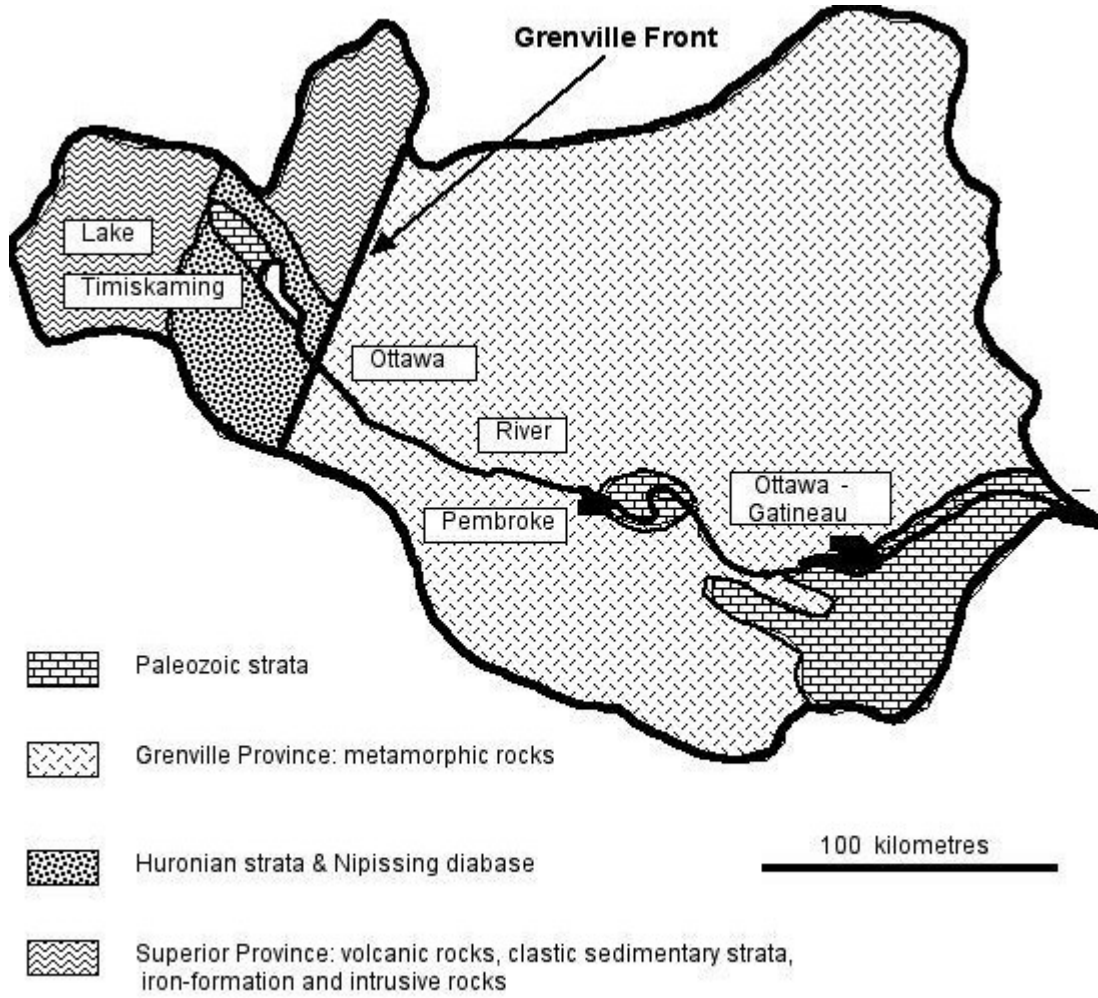 Grenville Front
Lake
Timiskaming
Ottawa
River
Pembroke
Ottawa -
Gatineau
Paleozoic strata
Grenville Province: metamorphic rocks
100 kilometres
Huronian strata & Nipissing diabase
Superior Province: volcanic rocks, clastic sedimentary strata,
iron-formation and intrusive rocks